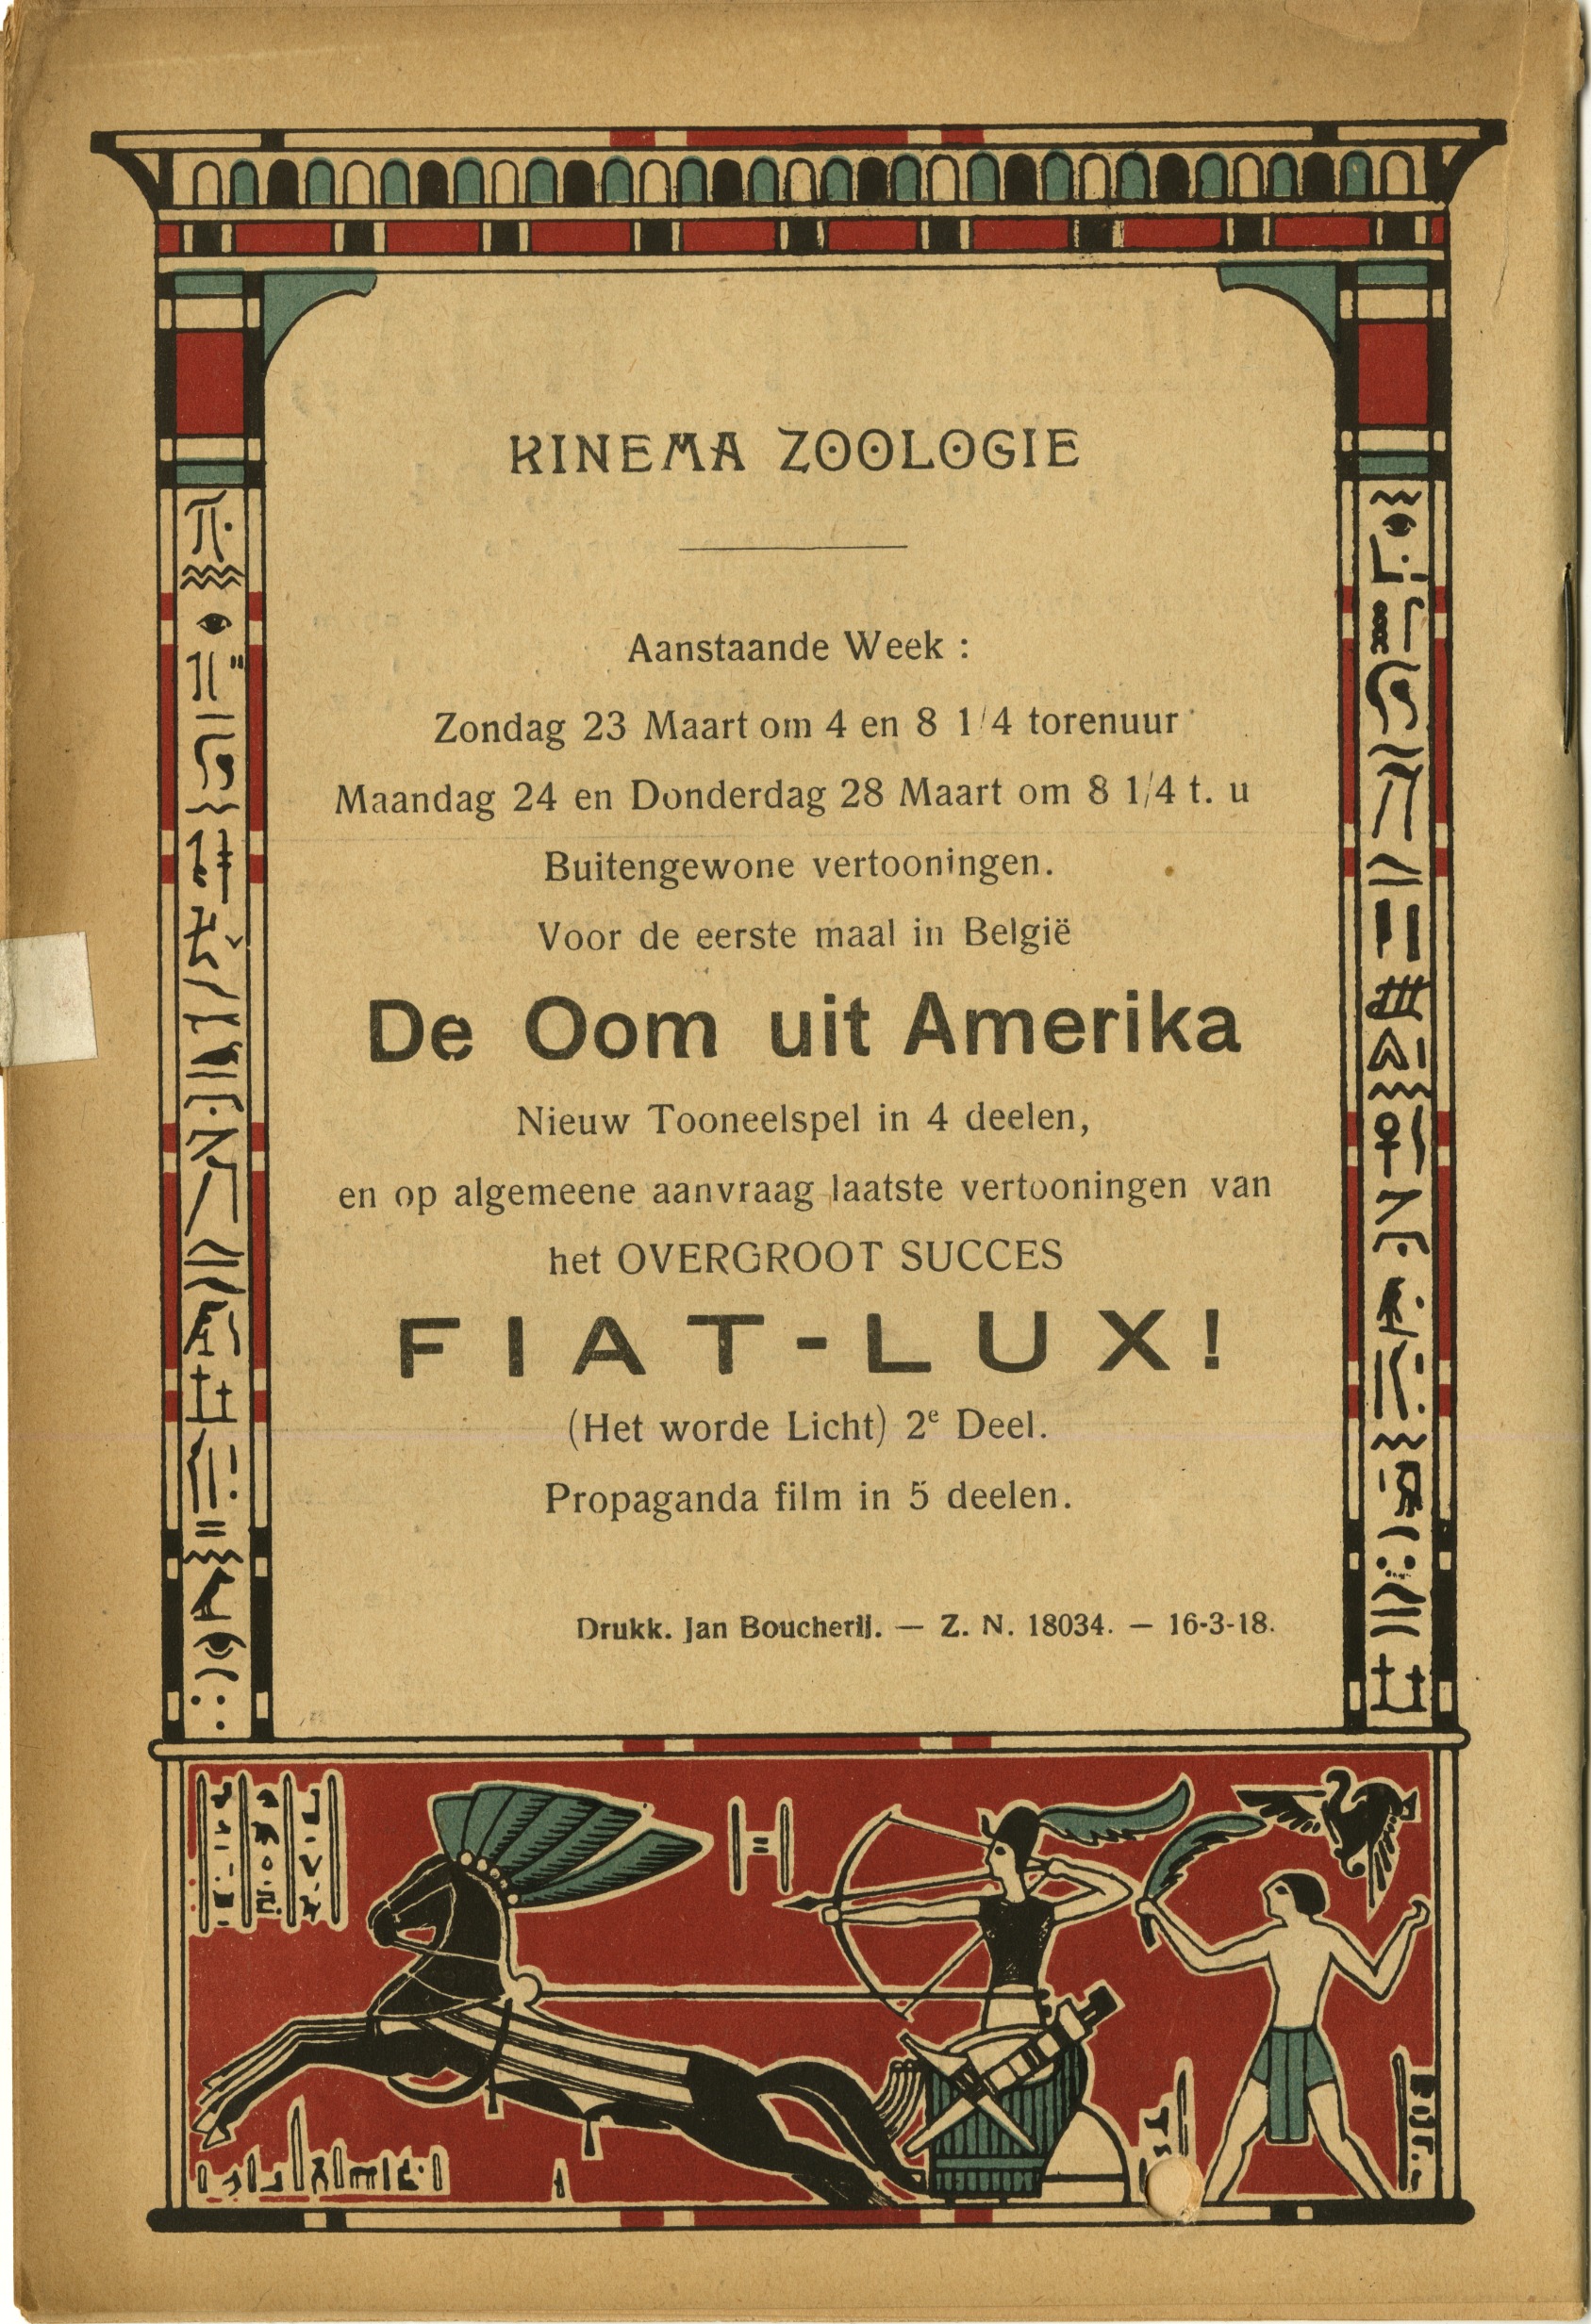 KINEMA ZOOLOGIE
Aanstaande Week :
Zondag 23 Maart om 4 en 8 1/4 torenuur
Maandag 24 en Donderdag 28 Maart om 8 1/4 t. u
Buitengewone vertooningen.
Voor de eerste maal in België
De Oom uit Amerika
Nieuw Tooneelspel in 4 deelen,
en op algemeene aanvraag laatste vertooningen van
het OVERGROOT SUCCES
FIAT-LUX!
(Het worde Licht) 2e Deel.
Propaganda film in 5 deelen.
Drukk. Jan Boucherij. — Z. N. 18034. — 16-3-18.